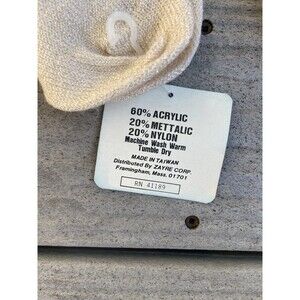 60% ACRYLIC
20% METTALIC
20% NYLON
Machine Wash Warm
Tumble Dry
MADE IN TAIWAN
Distributed By ZAYRE CORP.
Framingham, Mass. 01701
RN 41189